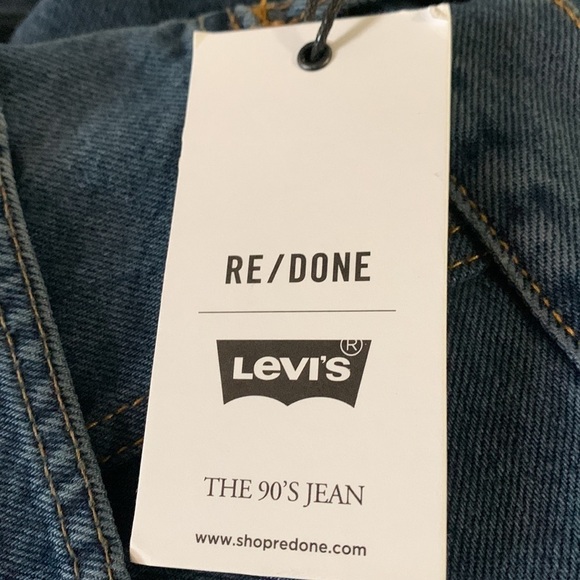 RE/DONE
LEVI'S ®
THE 90'S JEAN
www.shopredone.com